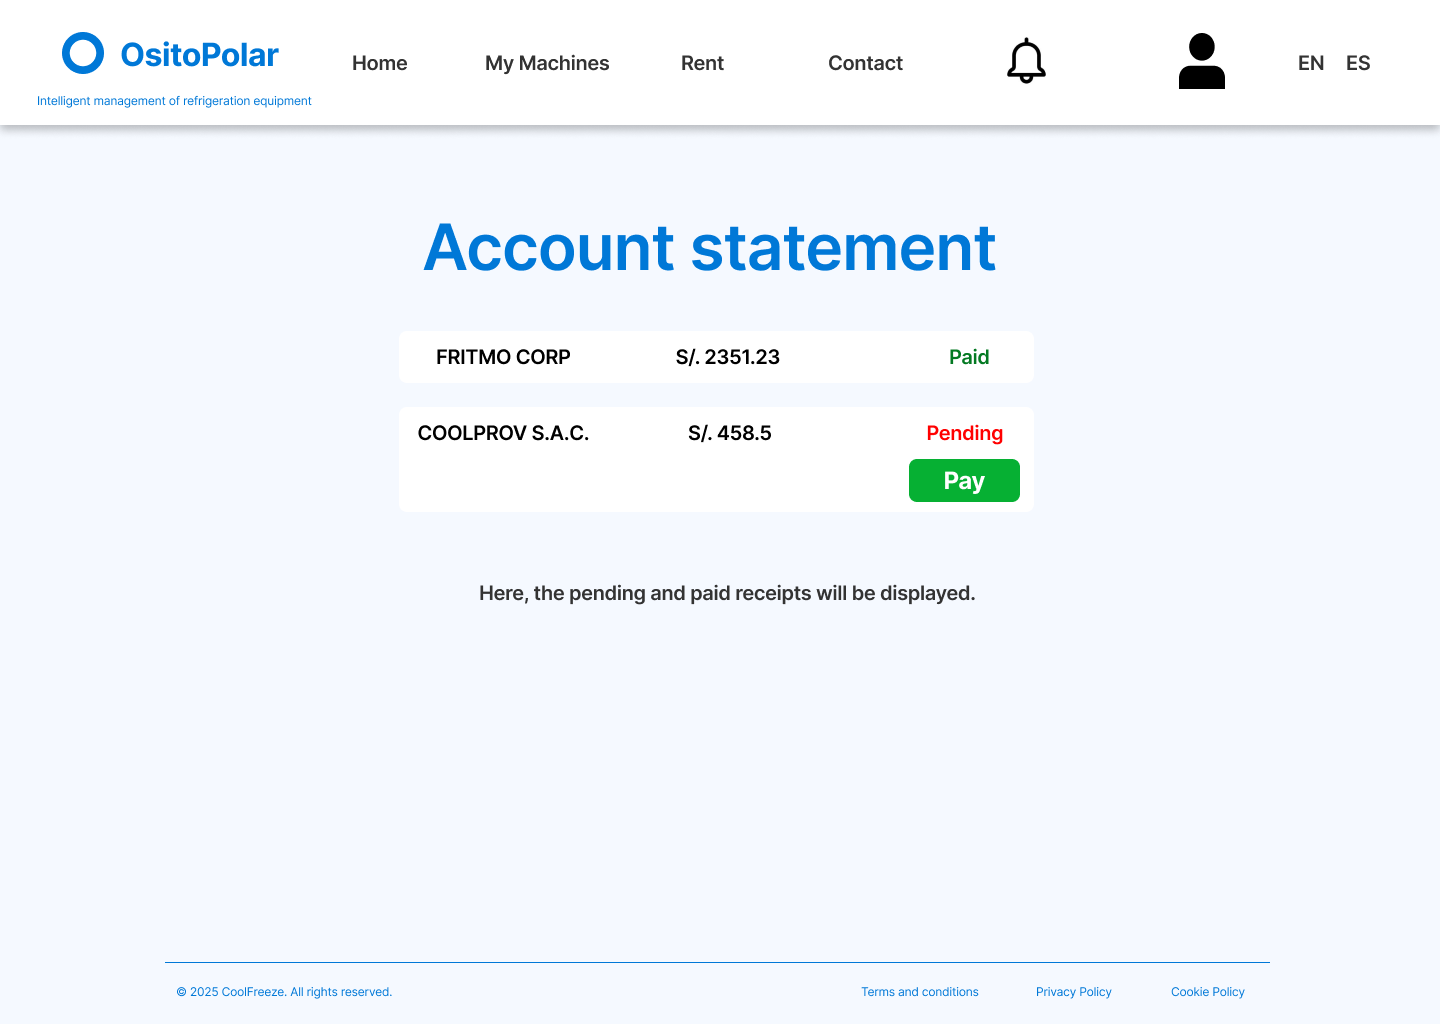 OsitoPolar
Intelligent management of refrigeration equipment
Home
My Machines
Rent
Contact
EN
ES
Account statement
FRITMO CORP
S/. 2351.23
Paid
COOLPROV S.A.C.
S/. 458.5
Pending
Pay
Here, the pending and paid receipts will be displayed.
© 2025 CoolFreeze. All rights reserved.
Terms and conditions
Privacy Policy
Cookie Policy